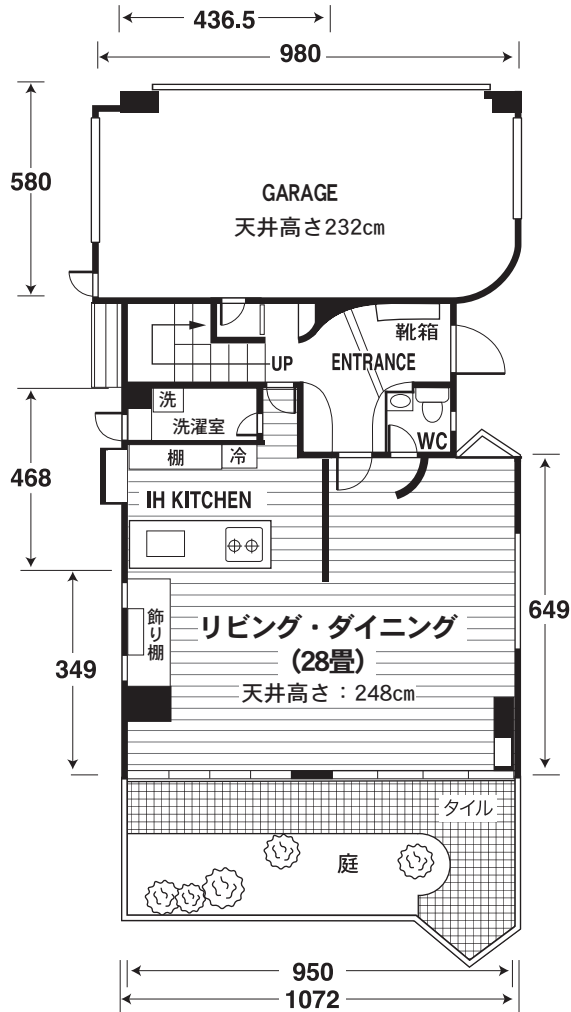 436.5
980
580
GARAGE
天井高さ232cm
靴箱
UP
ENTRANCE
洗
洗濯室
WC
棚
冷
468
IH KITCHEN
649
飾り棚
リビング・ダイニング
(28畳)
349
天井高さ：248cm
タイル
庭
950
1072